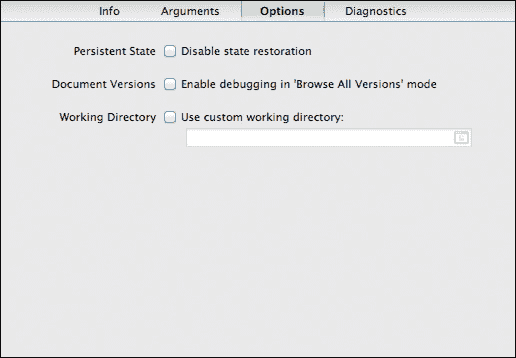 Info Arguments Options Diagnostics
Persistent State Disable state restoration
Document Versions Enable debugging in 'Browse All Versions' mode
Working Directory Use custom working directory: